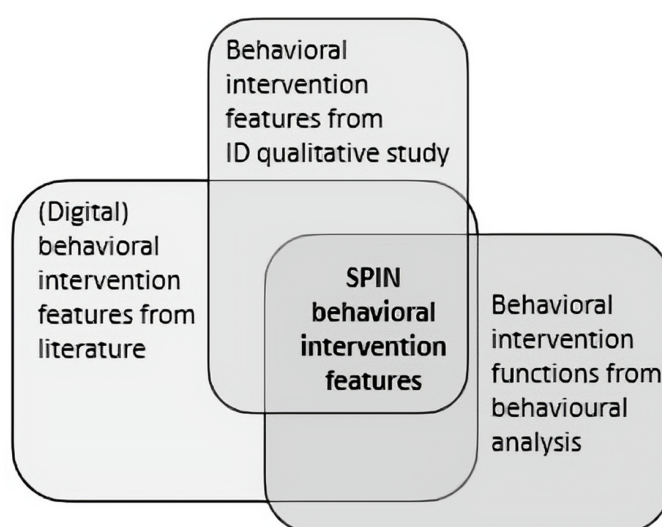 Behavioral
intervention
features from
ID qualitative study
(Digital)
behavioral
intervention
features from
literature
SPIN
behavioral
intervention
features
Behavioral
intervention
functions from
behavioural
analysis